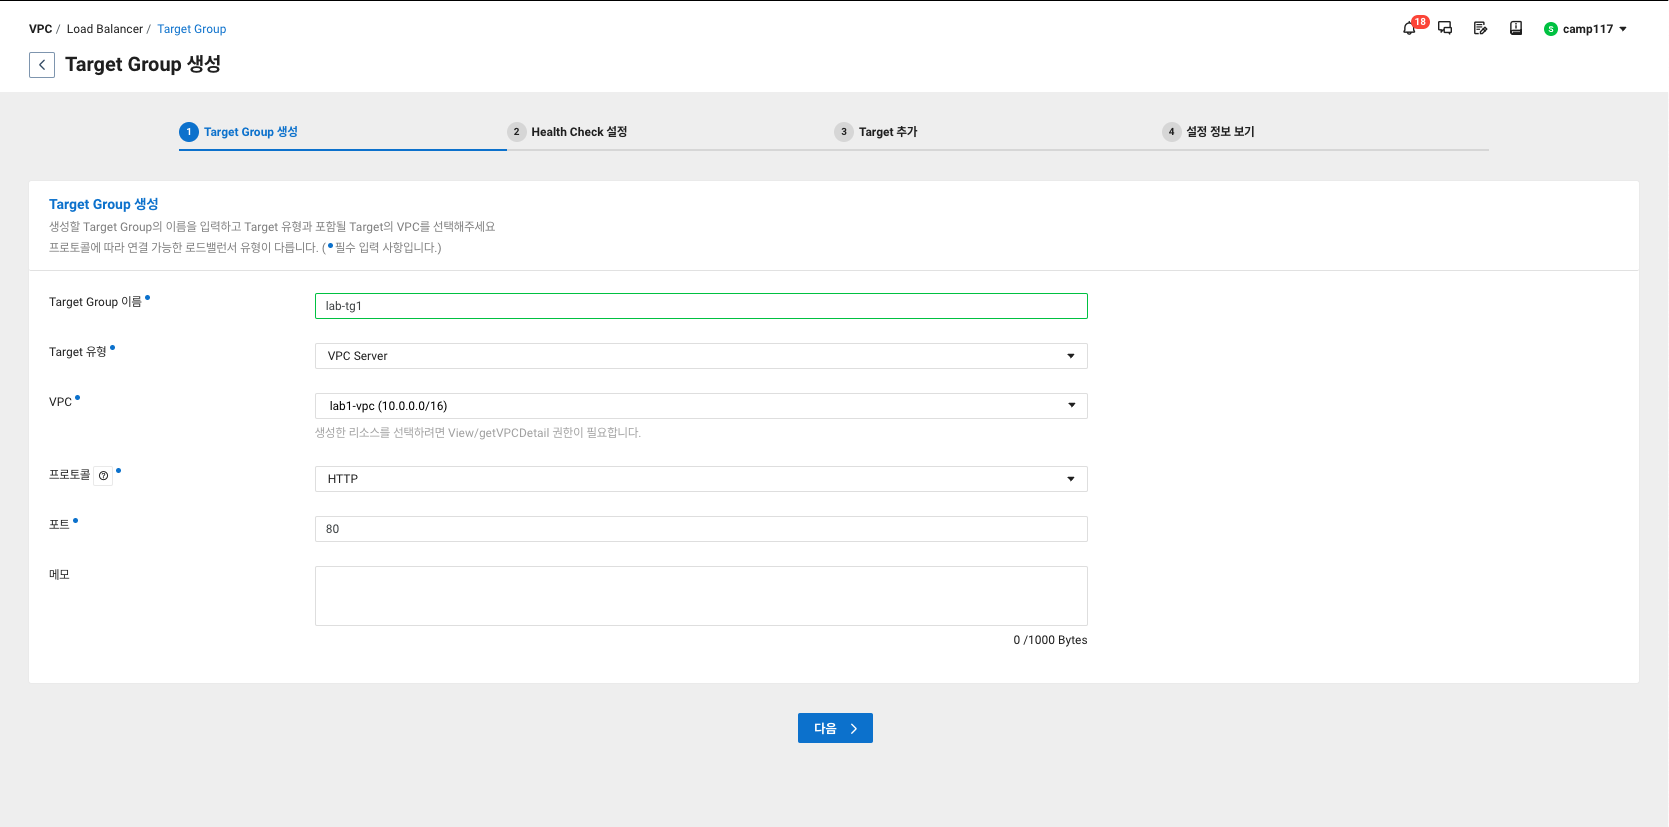 VPC / Load Balancer / Target Group
18
S camp117
Target Group 생성
1 Target Group 생성
2 Health Check 설정
3 Target 추가
4 설정 정보 보기
Target Group 생성
생성할 Target Group의 이름을 입력하고 Target 유형과 포함될 Target의 VPC를 선택해주세요
프로토콜에 따라 연결 가능한 로드밸런서 유형이 다릅니다. (•필수 입력 사항입니다.)
Target Group 이름•
lab-tg1
Target 유형•
VPC Server
VPC•
lab1-vpc (10.0.0.0/16)
생성한 리소스를 선택하려면 View/getVPCDetail 권한이 필요합니다.
프로토콜 ? •
HTTP
포트•
80
메모
0 /1000 Bytes
다음 >